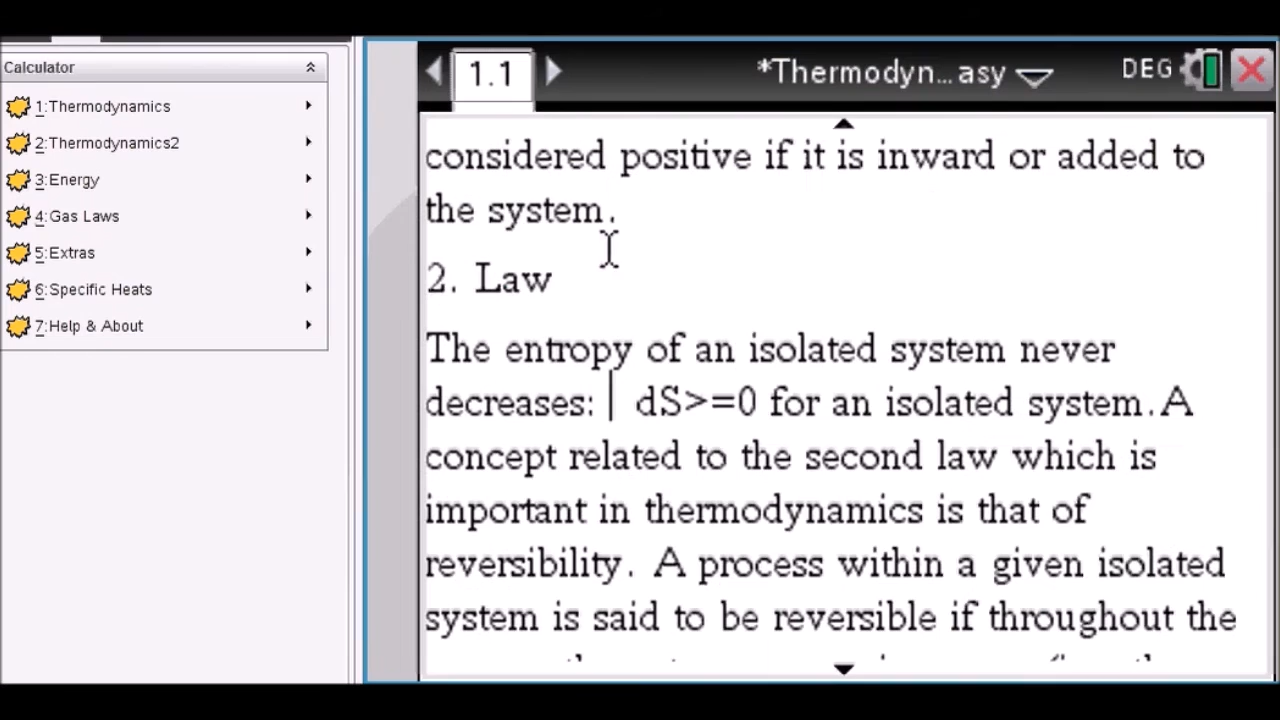 Calculator
1:Thermodynamics
2:Thermodynamics2
3:Energy
4:Gas Laws
5:Extras
6:Specific Heats
7:Help & About
1.1
*Thermodyn...asy
DEG
considered positive if it is inward or added to
the system.
2. Law
The entropy of an isolated system never
decreases: dS>=0 for an isolated system.A
concept related to the second law which is
important in thermodynamics is that of
reversibility. A process within a given isolated
system is said to be reversible if throughout the